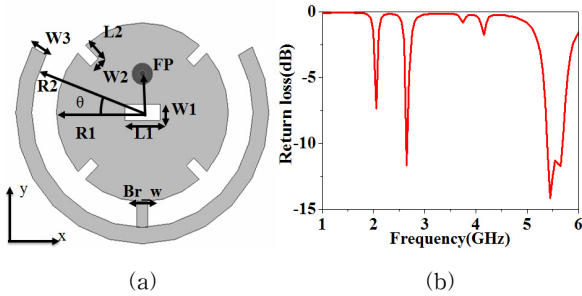 W3
L2
R2
W2
FP
θ
W1
R1
L1
Br_w
y
x
(a)
Return loss(dB)
0
-5
-10
-15
1
2
3
4
5
6
Frequency(GHz)
(b)